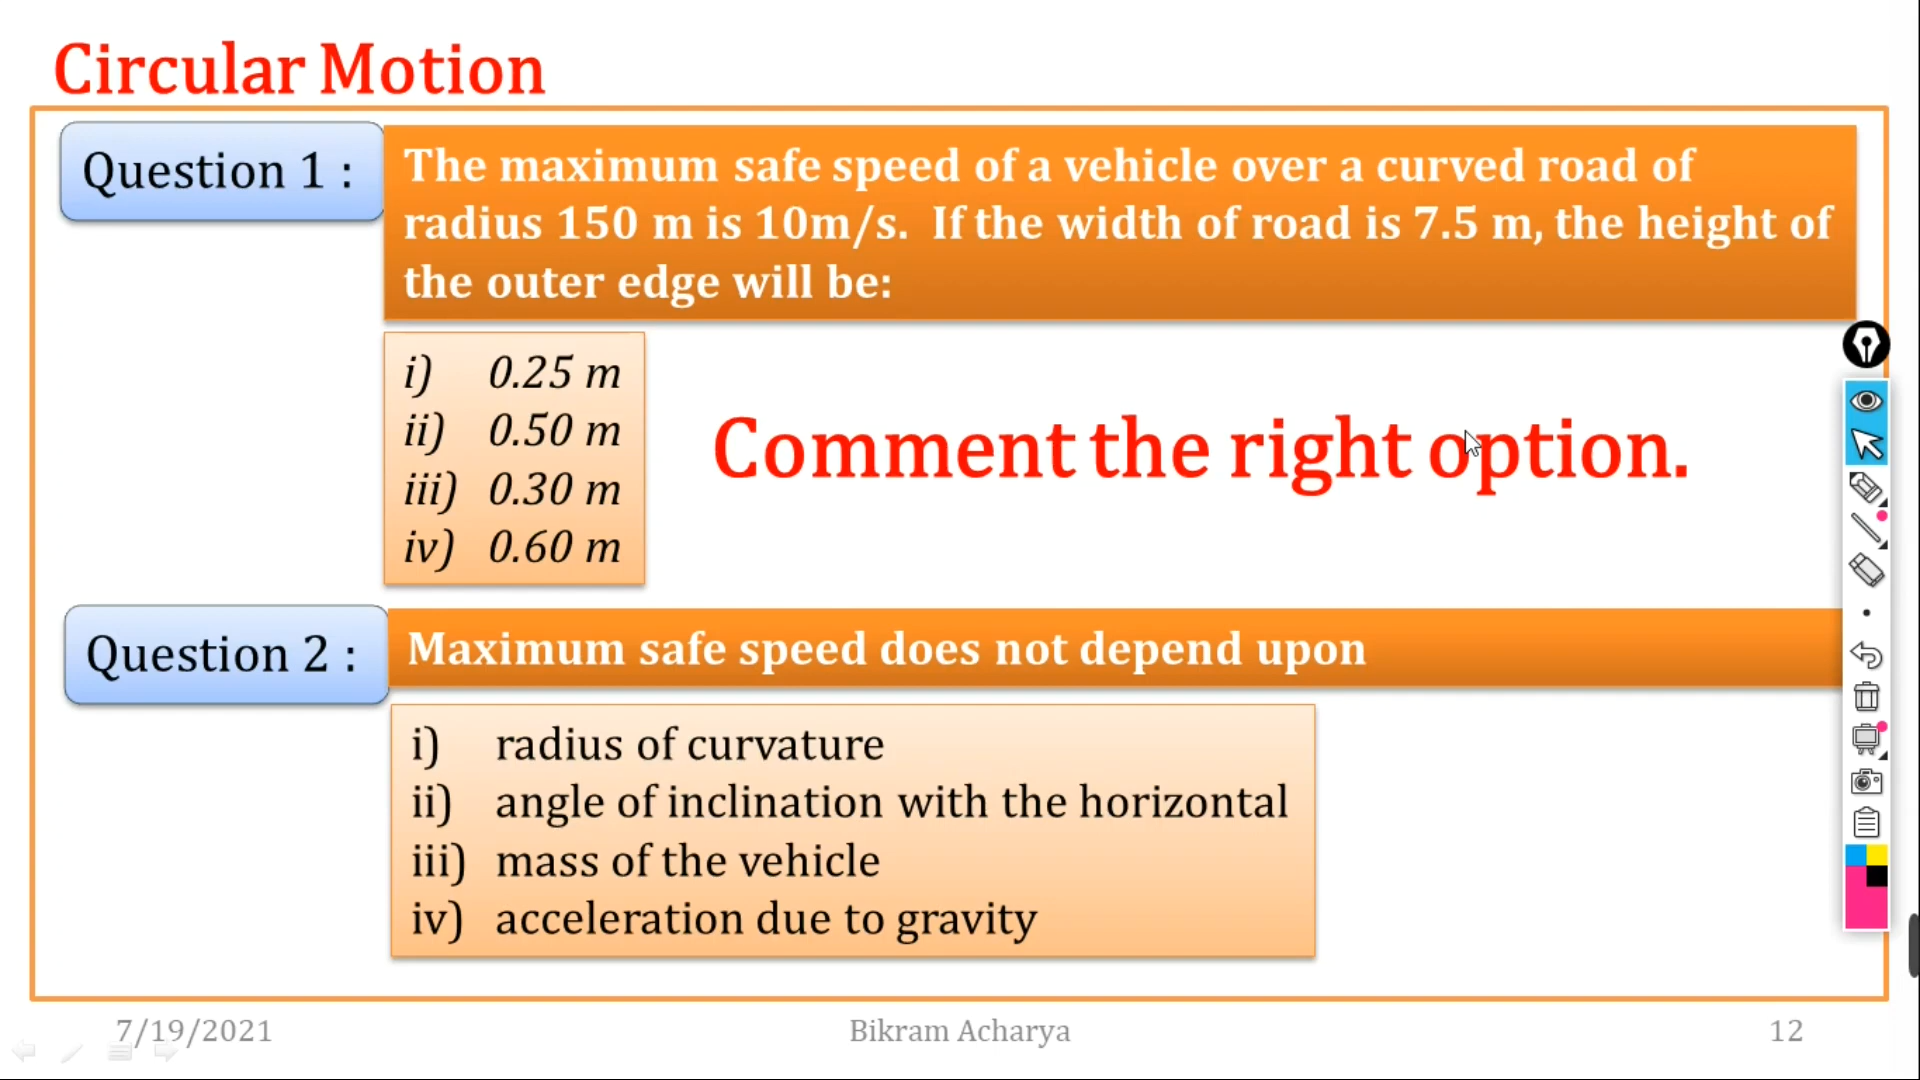 Circular Motion
Question 1 :
The maximum safe speed of a vehicle over a curved road of
radius 150 m is 10m/s. If the width of road is 7.5 m, the height of
the outer edge will be:
i) 0.25 m
ii) 0.50 m
iii) 0.30 m
iv) 0.60 m
Comment the right option.
Question 2 :
Maximum safe speed does not depend upon
i) radius of curvature
ii) angle of inclination with the horizontal
iii) mass of the vehicle
iv) acceleration due to gravity
7/19/2021
Bikram Acharya
12